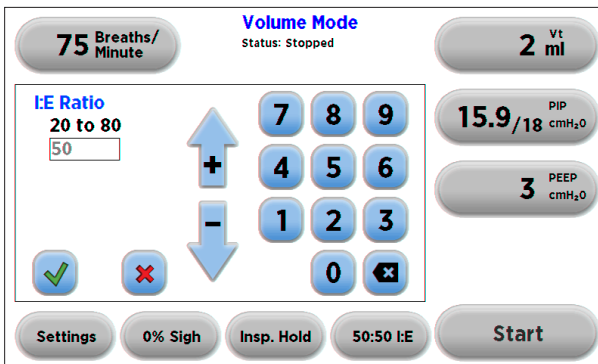 75 Breaths/
Minute
Volume Mode
Status: Stopped
2 Vt
ml
I:E Ratio
20 to 80
50
+
−
7 8 9
4 5 6
1 2 3
0
15.9/18 PIP
cmH₂0
3 PEEP
cmH₂0
Settings
0% Sigh
Insp. Hold
50:50 I:E
Start